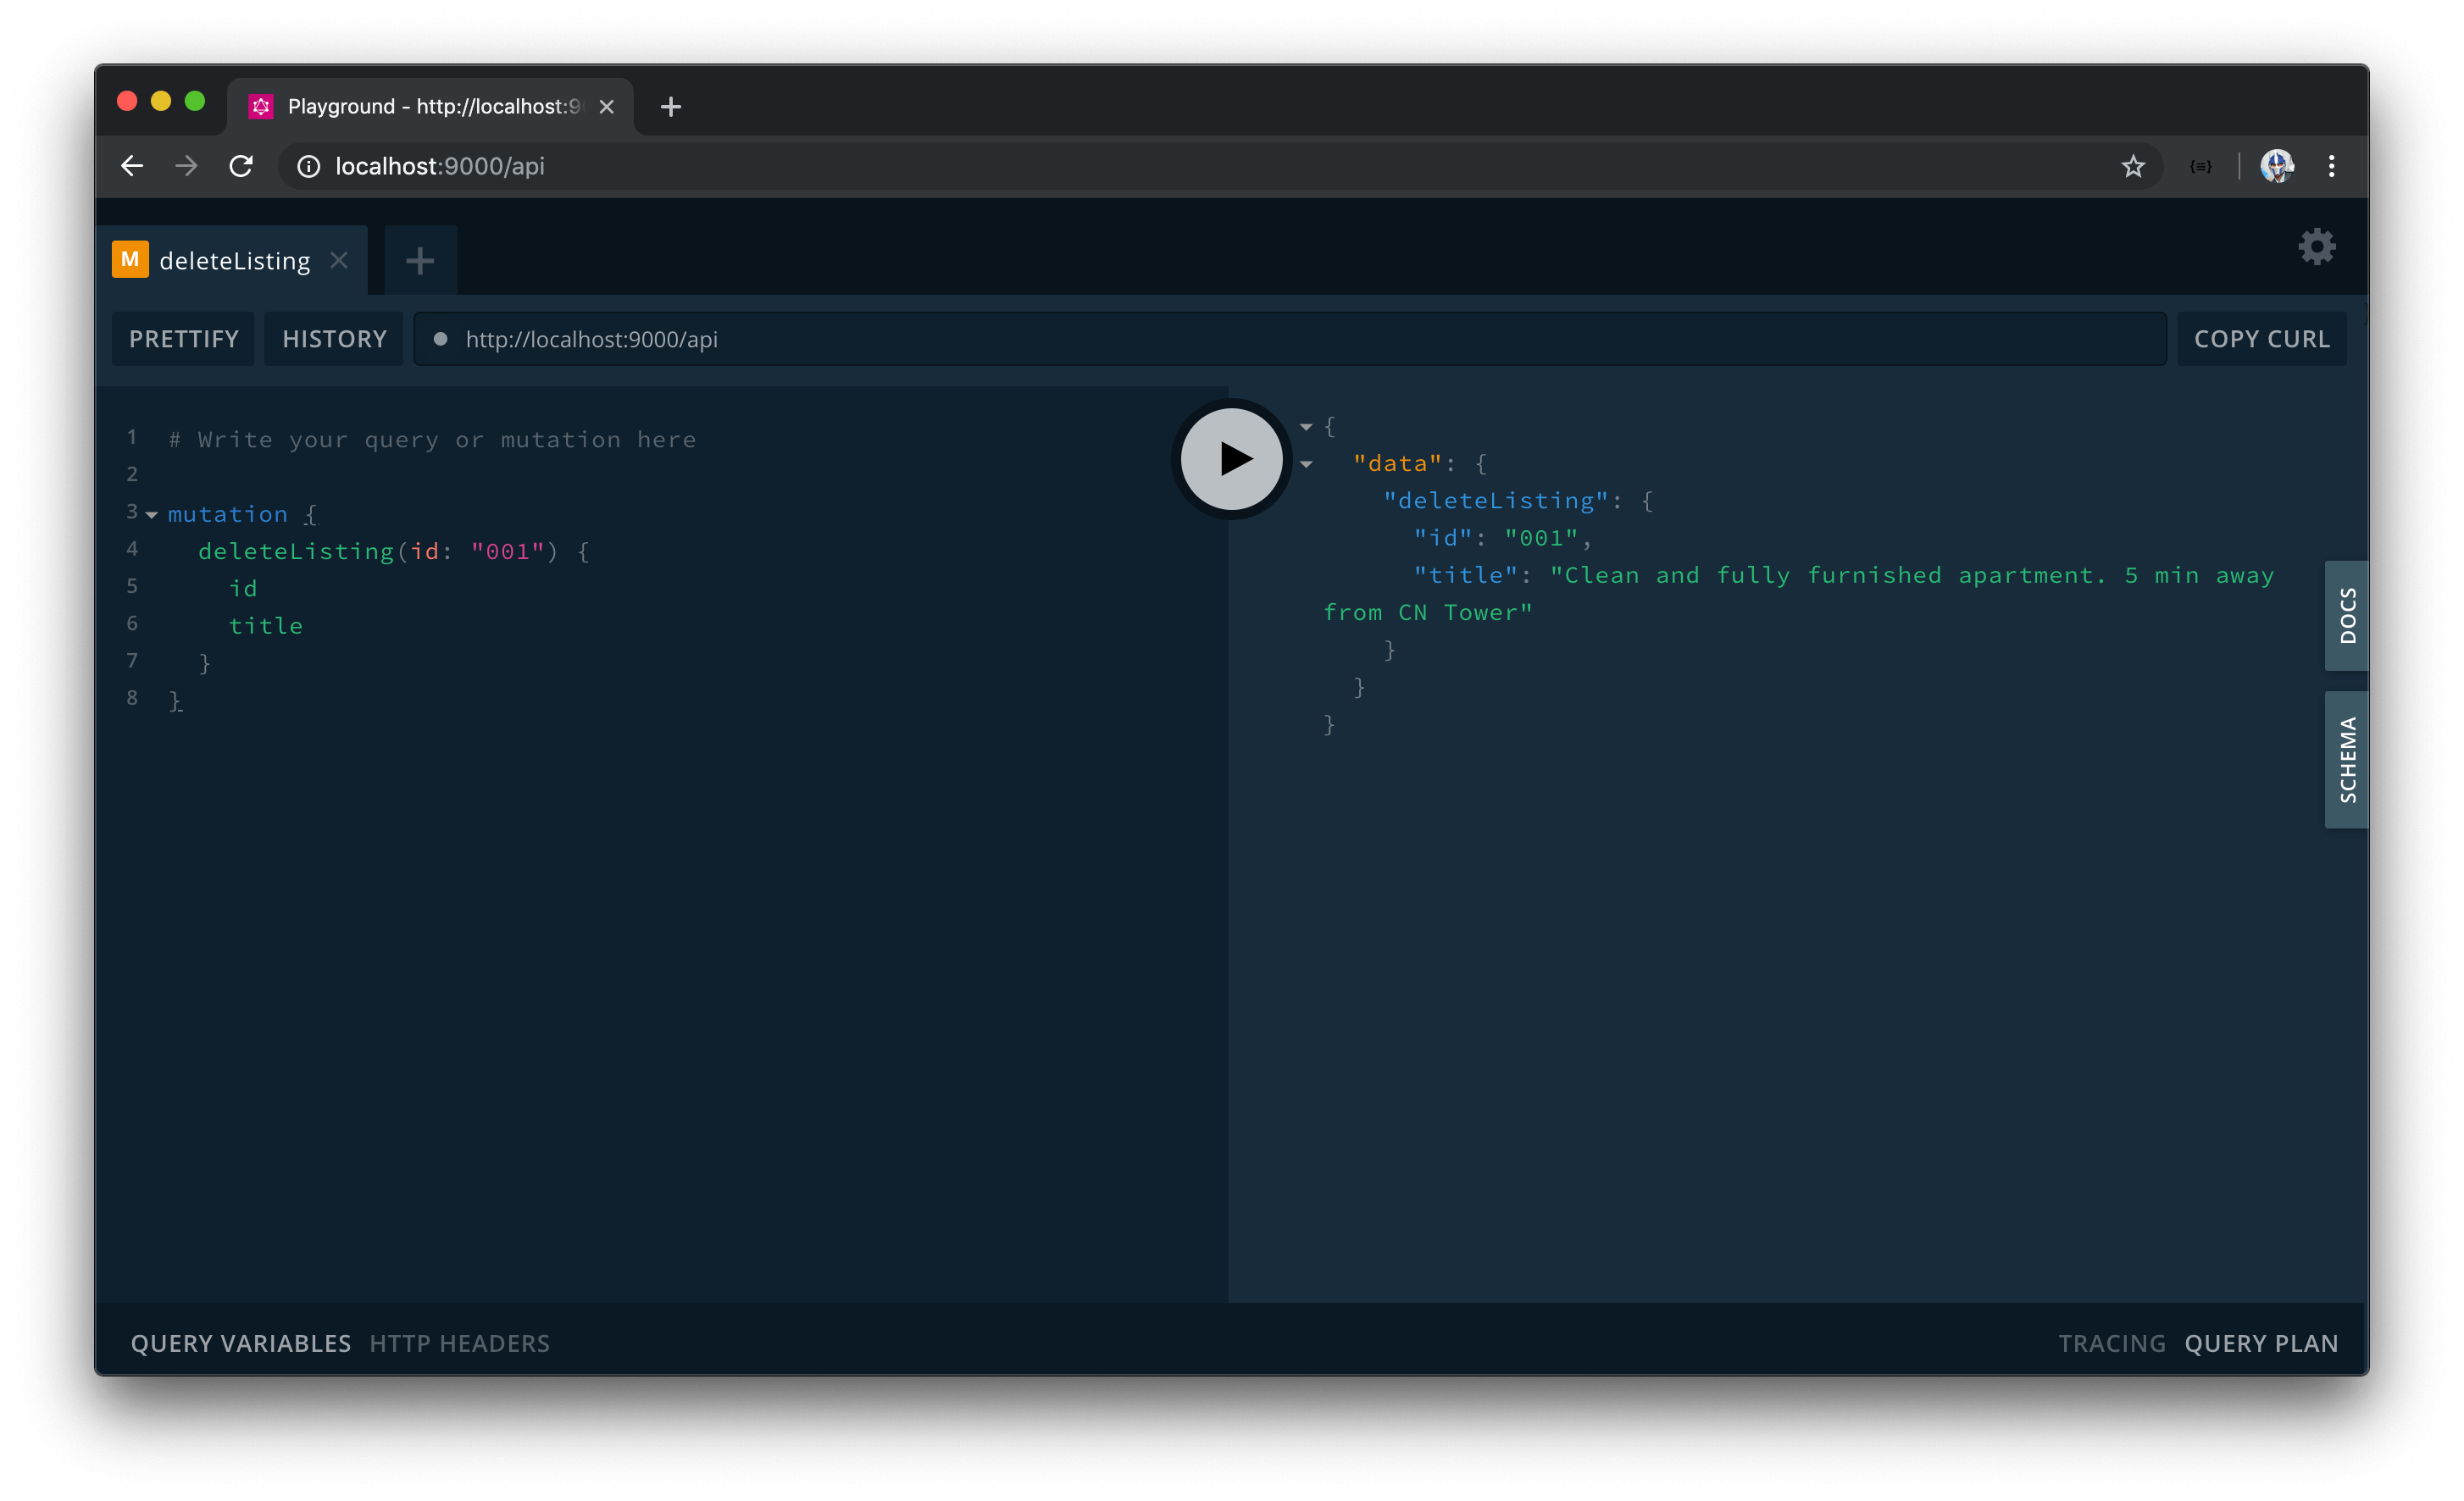 Playground - http://localhost:9
localhost:9000/api
M deleteListing
PRETTIFY HISTORY http://localhost:9000/api COPY CURL
1 # Write your query or mutation here
2
3 mutation {
4 deleteListing(id: "001") {
5 id
6 title
7 }
8 }
{
"data": {
"deleteListing": {
"id": "001",
"title": "Clean and fully furnished apartment. 5 min away
from CN Tower"
}
}
}
DOCS
SCHEMA
QUERY VARIABLES HTTP HEADERS TRACING QUERY PLAN